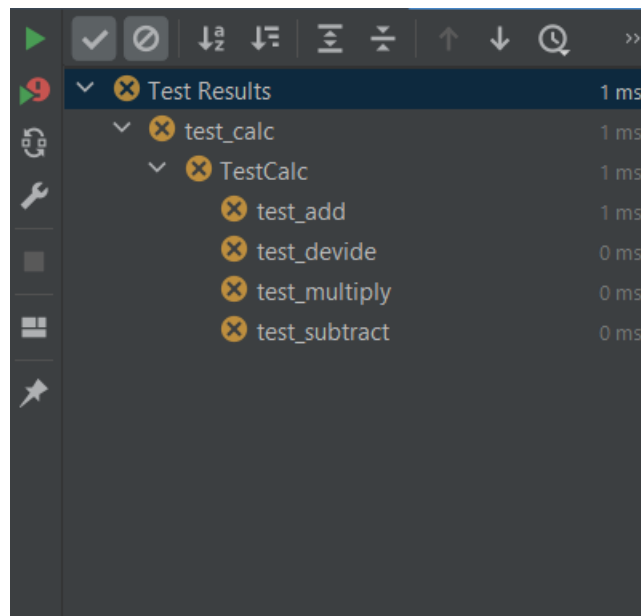 Test Results 1 ms
test_calc 1 ms
TestCalc 1 ms
test_add 1 ms
test_devide 0 ms
test_multiply 0 ms
test_subtract 0 ms